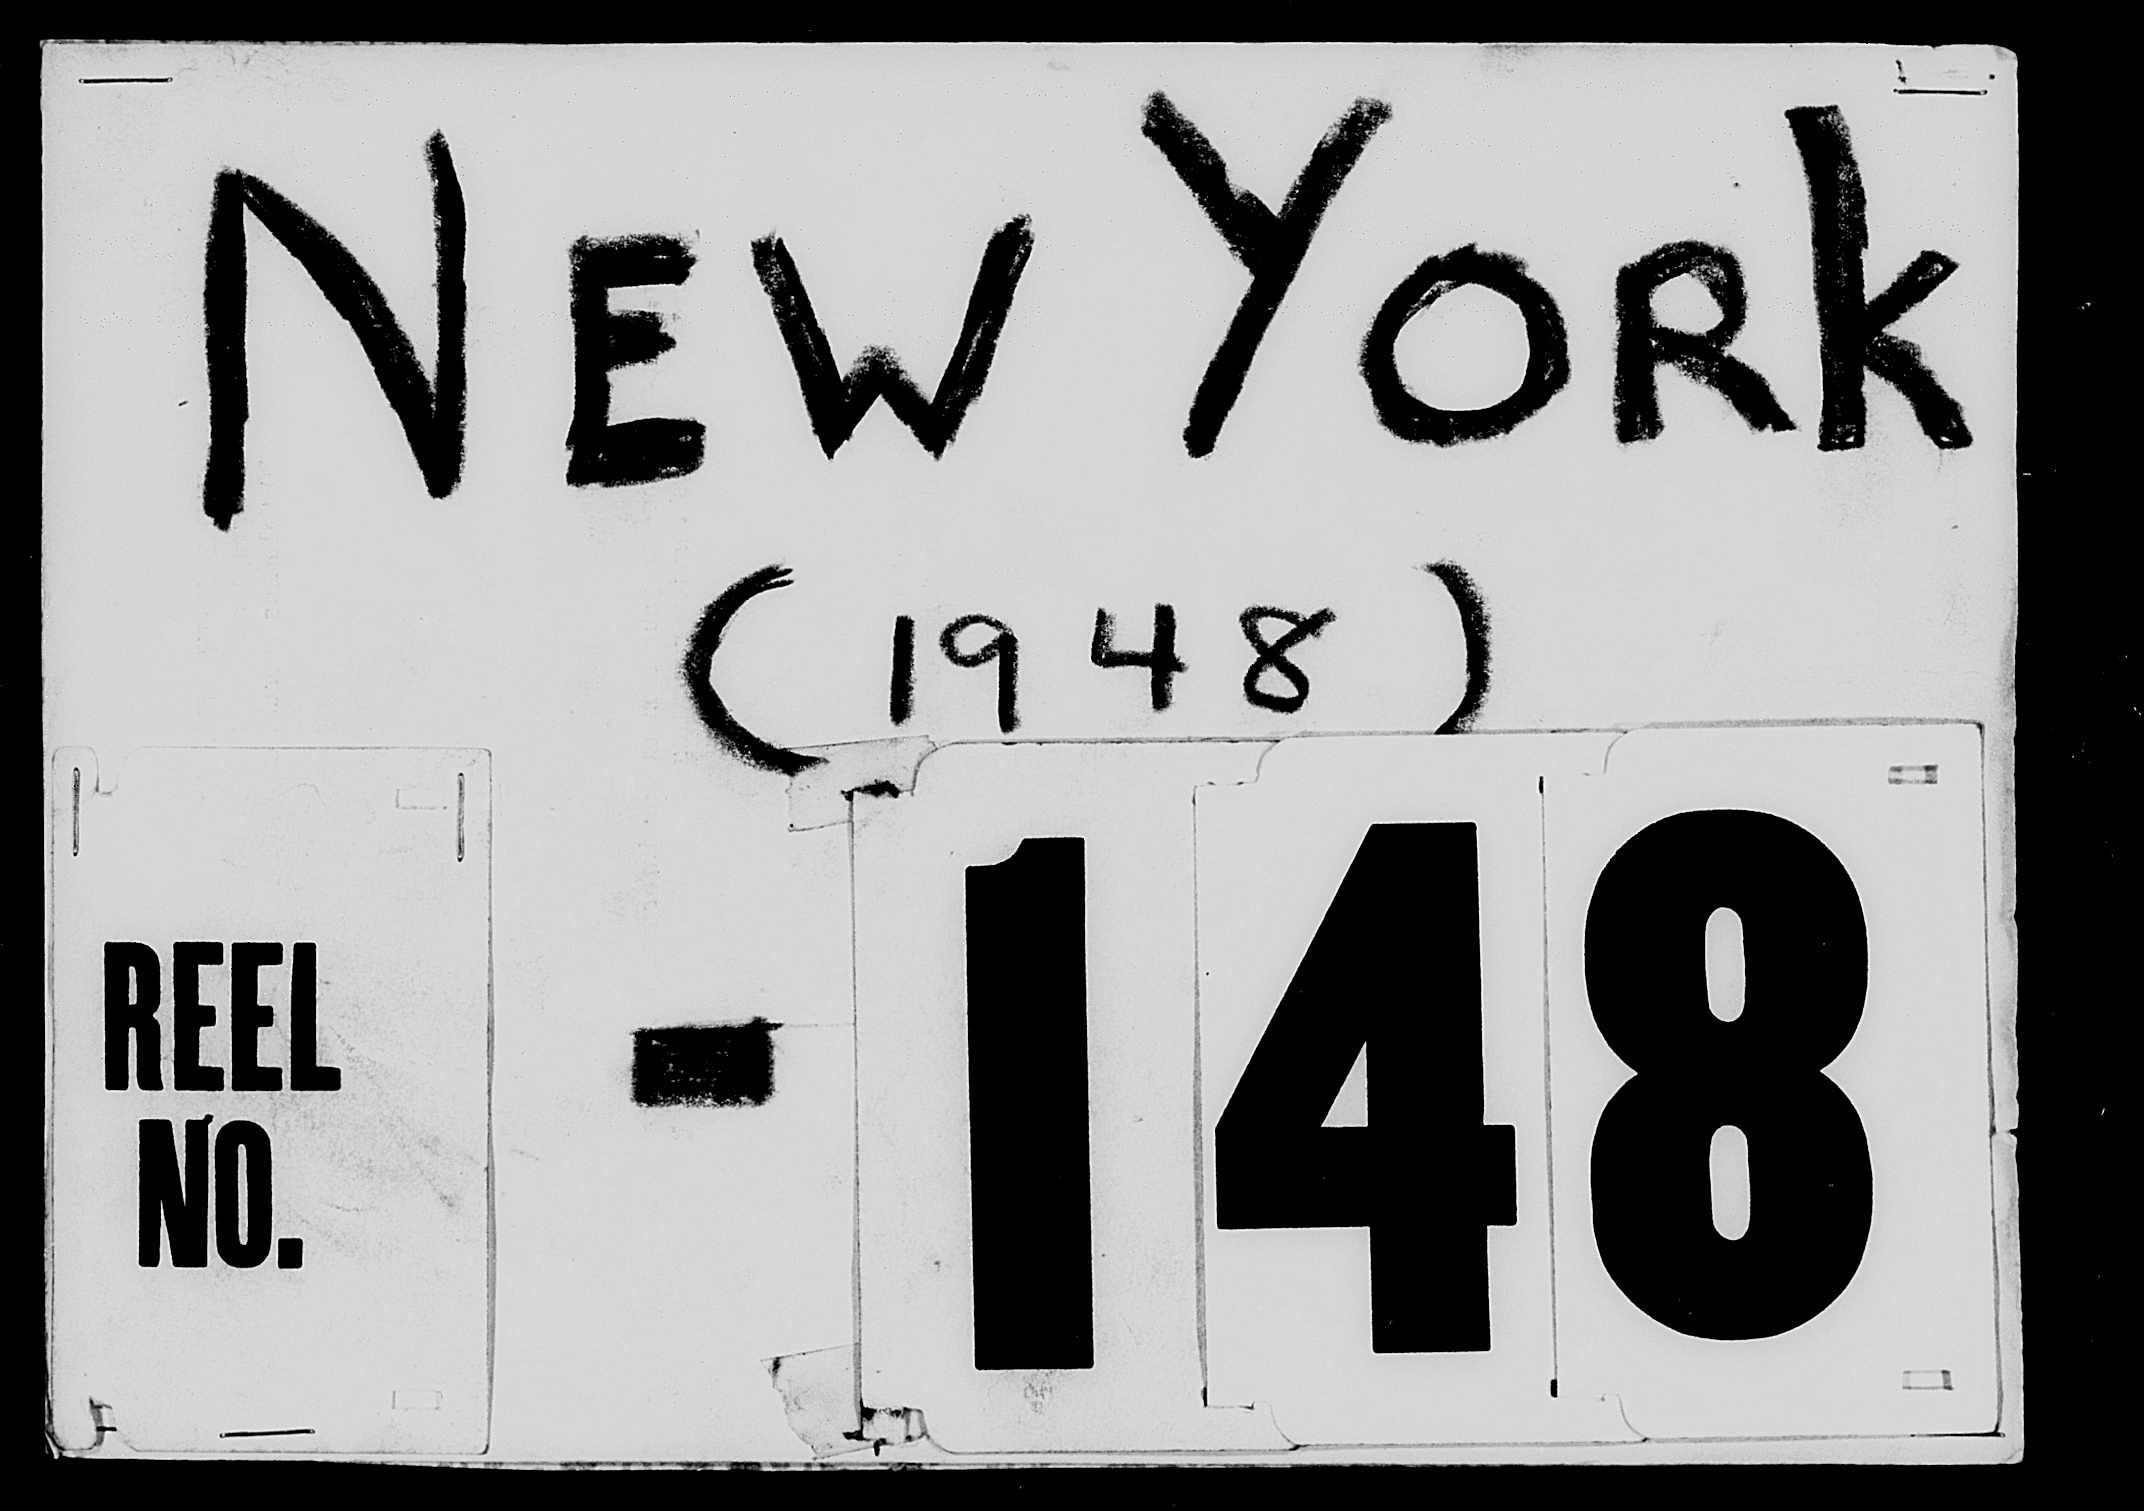 NEW YORK
(1948)
REEL
NO. - 148